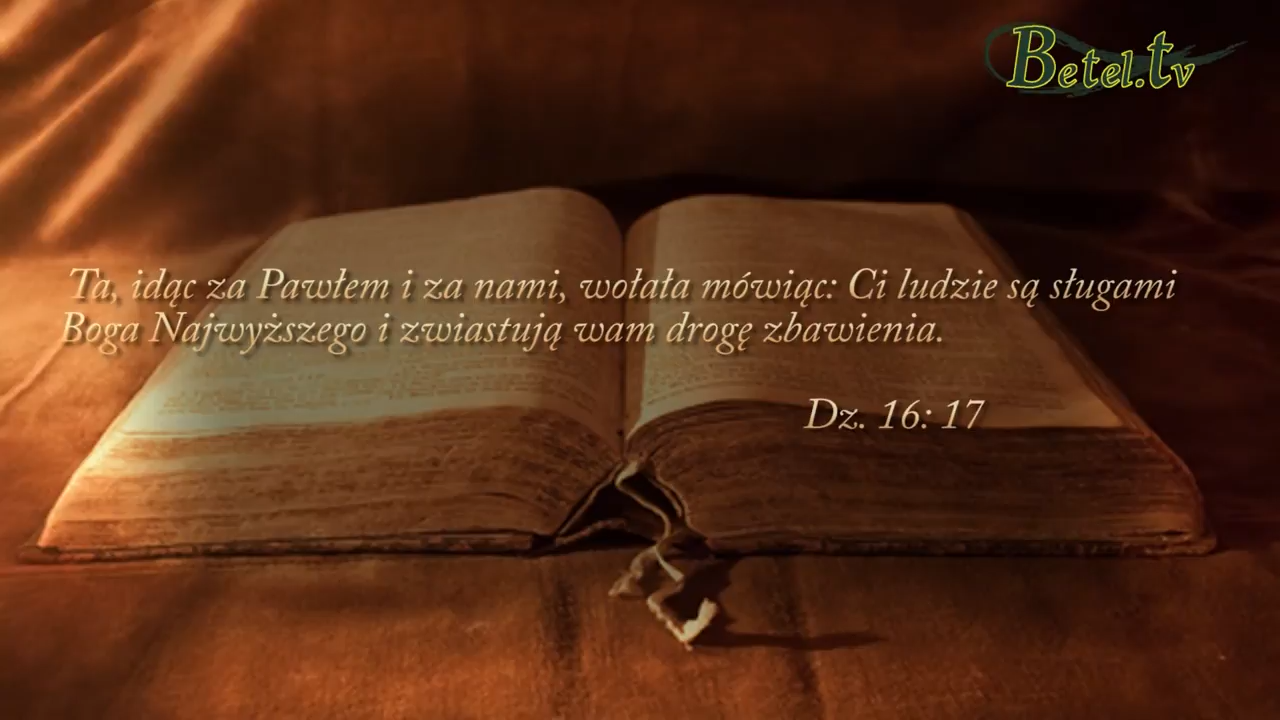 Betel.tv
Ta, idąc za Pawłem i za nami, wołała mówiąc: Ci ludzie są sługami
Boga Najwyższego i zwiastują wam drogę zbawienia.
Dz. 16: 17